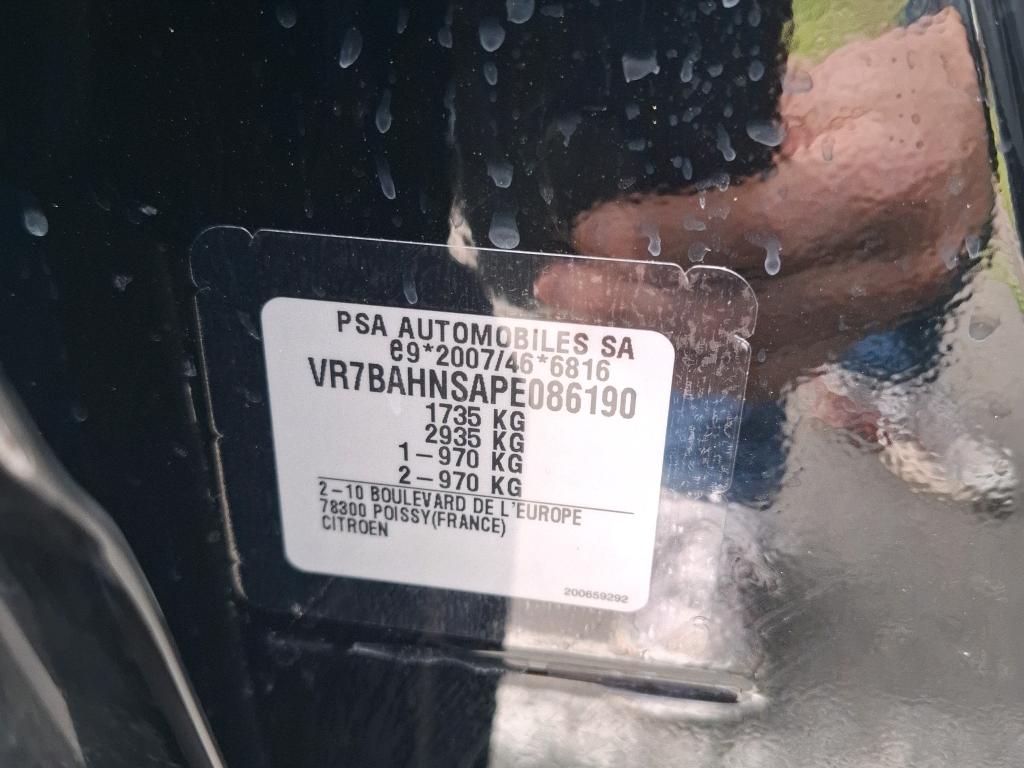 PSA AUTOMOBILES SA
e9*2007/46*6816
VR7BAHNSAPE086190
1735 KG
2935 KG
1-970 KG
2-970 KG
2-10 BOULEVARD DE L'EUROPE
78300 POISSY(FRANCE)
CITROEN
200659292